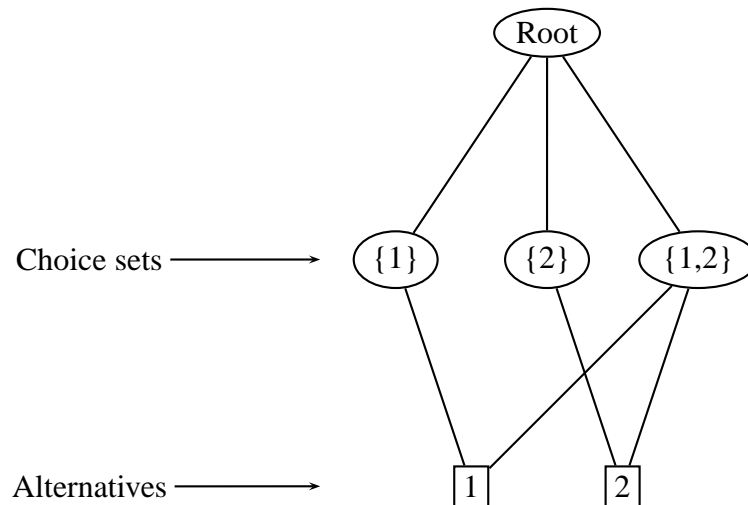 Root
Choice sets {1} {2} {1,2}
Alternatives 1 2